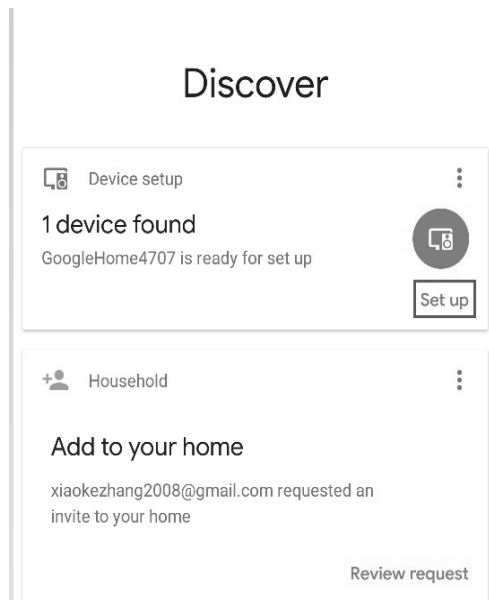 Discover
Device setup
1 device found
GoogleHome4707 is ready for set up
Set up
Household
Add to your home
xiaokezhang2008@gmail.com requested an
invite to your home
Review request